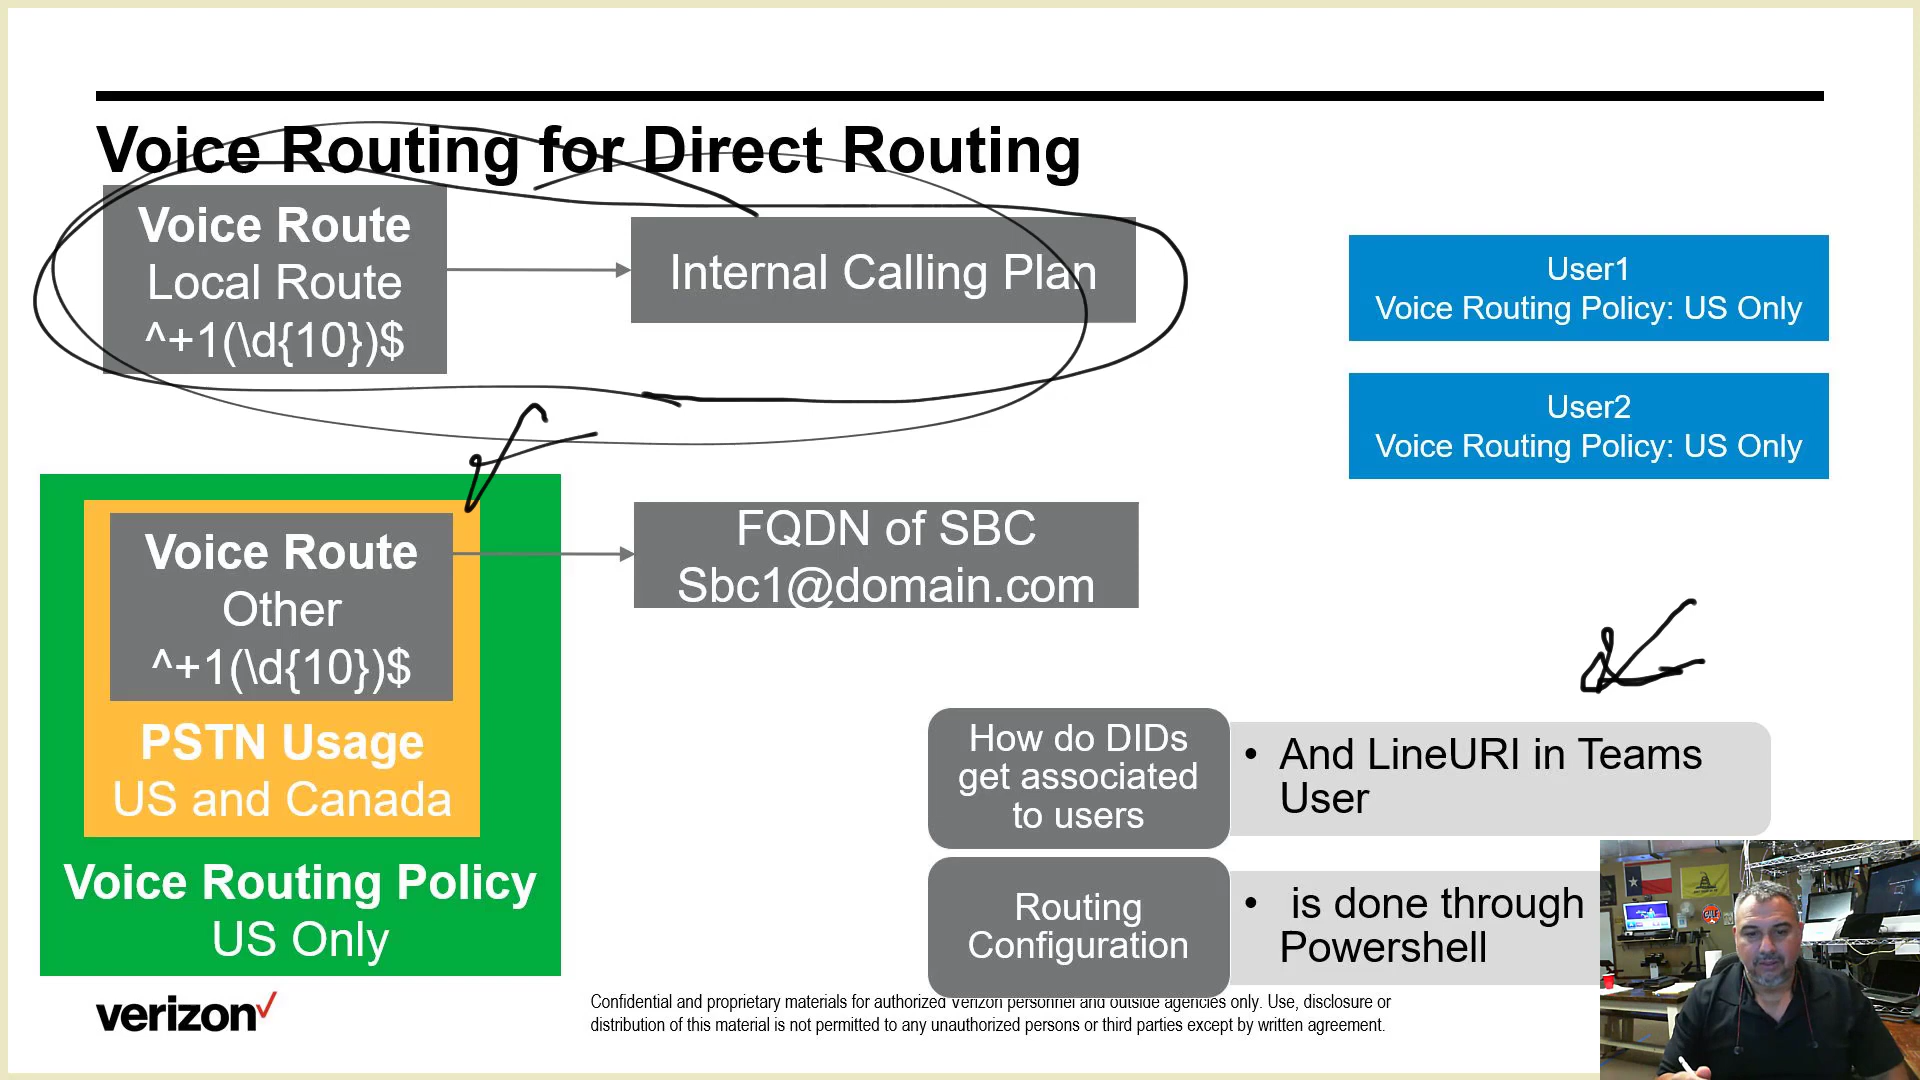 Voice Routing for Direct Routing
Voice Route
Local Route
^+1(\d{10})$
Internal Calling Plan
User1
Voice Routing Policy: US Only
User2
Voice Routing Policy: US Only
Voice Route
Other
^+1(\d{10})$
PSTN Usage
US and Canada
Voice Routing Policy
US Only
FQDN of SBC
Sbc1@domain.com
How do DIDs
get associated
to users
• And LineURI in Teams
User
Routing
Configuration
• is done through
Powershell
verizon
Confidential and proprietary materials for authorized Verizon personnel and outside agencies only. Use, disclosure or
distribution of this material is not permitted to any unauthorized persons or third parties except by written agreement.